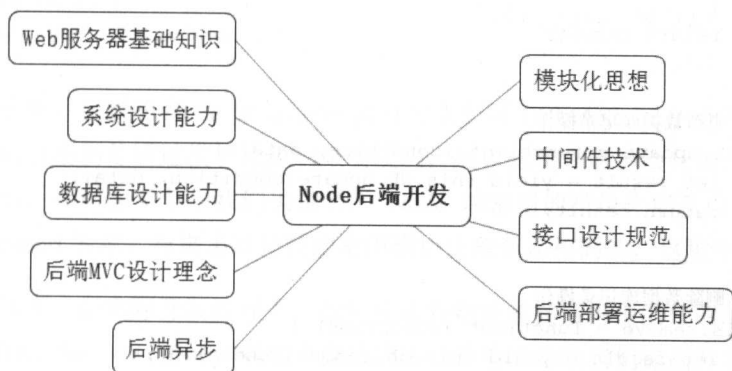 Web服务器基础知识
系统设计能力
数据库设计能力
后端MVC设计理念
后端异步
Node后端开发
模块化思想
中间件技术
接口设计规范
后端部署运维能力